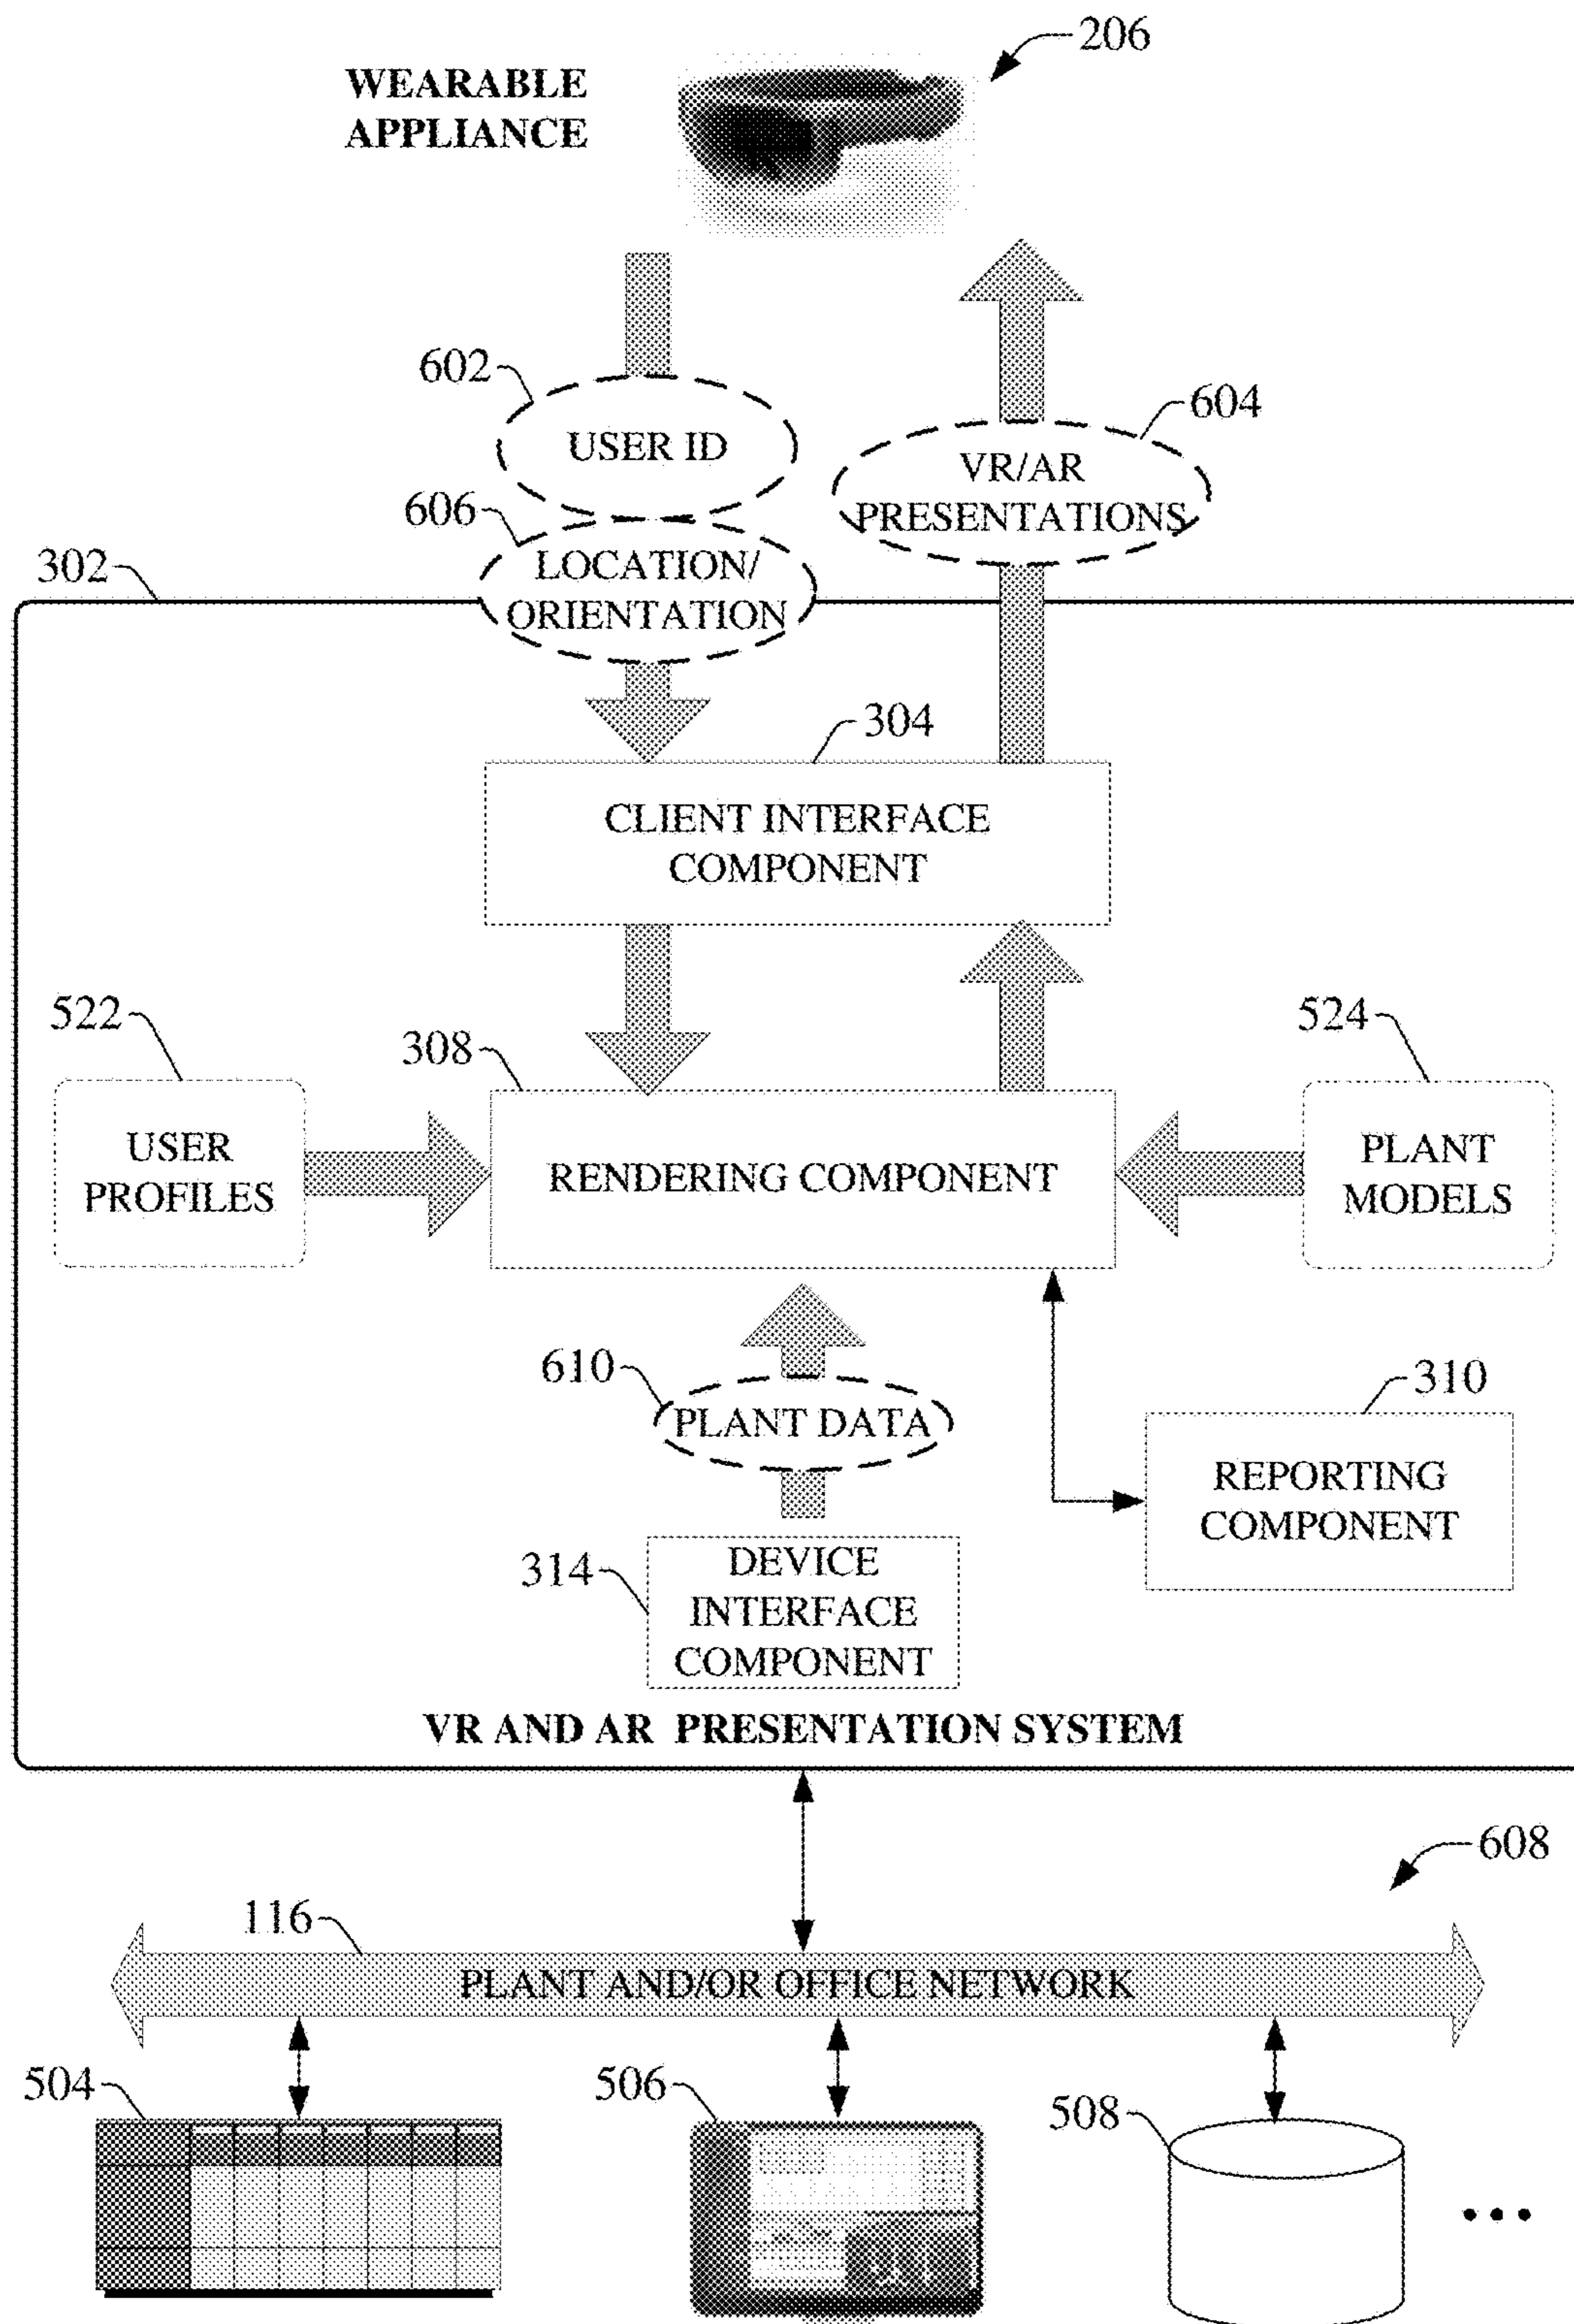 206
WEARABLE
APPLIANCE
602
USER ID
604
VR/AR
PRESENTATIONS
606
LOCATION/
ORIENTATION
302
304
CLIENT INTERFACE
COMPONENT
522
308
524
USER
PROFILES
RENDERING COMPONENT
PLANT
MODELS
610
PLANT DATA
310
REPORTING
COMPONENT
314
DEVICE
INTERFACE
COMPONENT
VR AND AR PRESENTATION SYSTEM
608
116
PLANT AND/OR OFFICE NETWORK
504
506
508